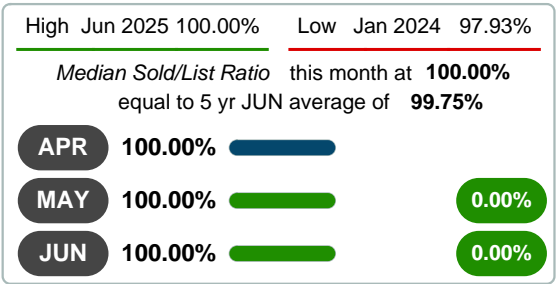 High Jun 2025 100.00% Low Jan 2024 97.93%
Median Sold/List Ratio this month at 100.00%
equal to 5 yr JUN average of 99.75%
APR 100.00%
MAY 100.00% 0.00%
JUN 100.00% 0.00%